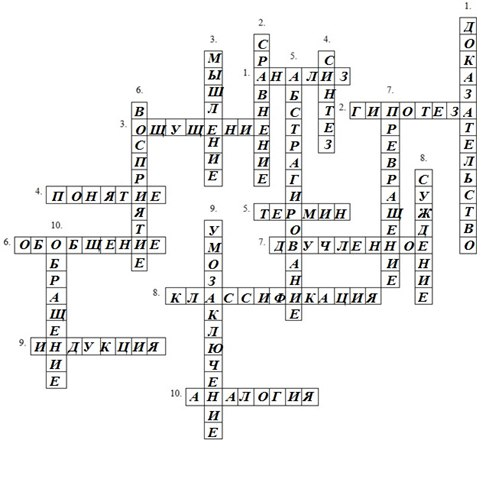 1. ДОКАЗАТЕЛЬСТВО
2. СРАВНЕНИЕ
3. МЫШЛЕНИЕ
4. СИНТЕЗ
5. АБСТРАГИРОВАНИЕ
1. АНАЛИЗ
6. ВОСПРИЯТИЕ
7. ПРЕВРАЩЕНИЕ
2. ГИПОТЕЗА
3. ОЩУЩЕНИЕ
8. СУЖДЕНИЕ
4. ПОНЯТИЕ
9. УМОЗАКЛЮЧЕНИЕ
5. ТЕРМИН
10. ОБРАЩЕНИЕ
6. ОБОБЩЕНИЕ
7. ДВУЧЛЕННОЕ
8. КЛАССИФИКАЦИЯ
9. ИНДУКЦИЯ
10. АНАЛОГИЯ